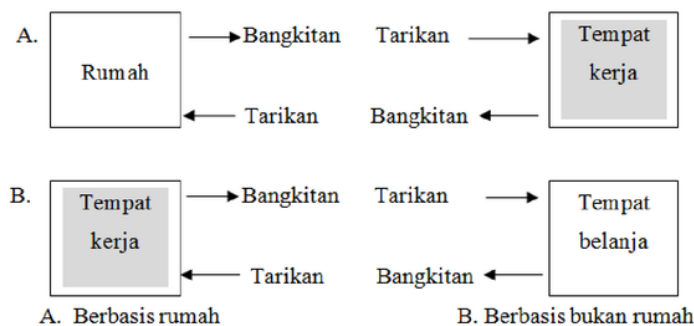 A. Rumah Bangkitan Tarikan Tempat kerja
Tarikan Bangkitan
B. Tempat kerja Bangkitan Tarikan Tempat belanja
Tarikan Bangkitan
A. Berbasis rumah B. Berbasis bukan rumah